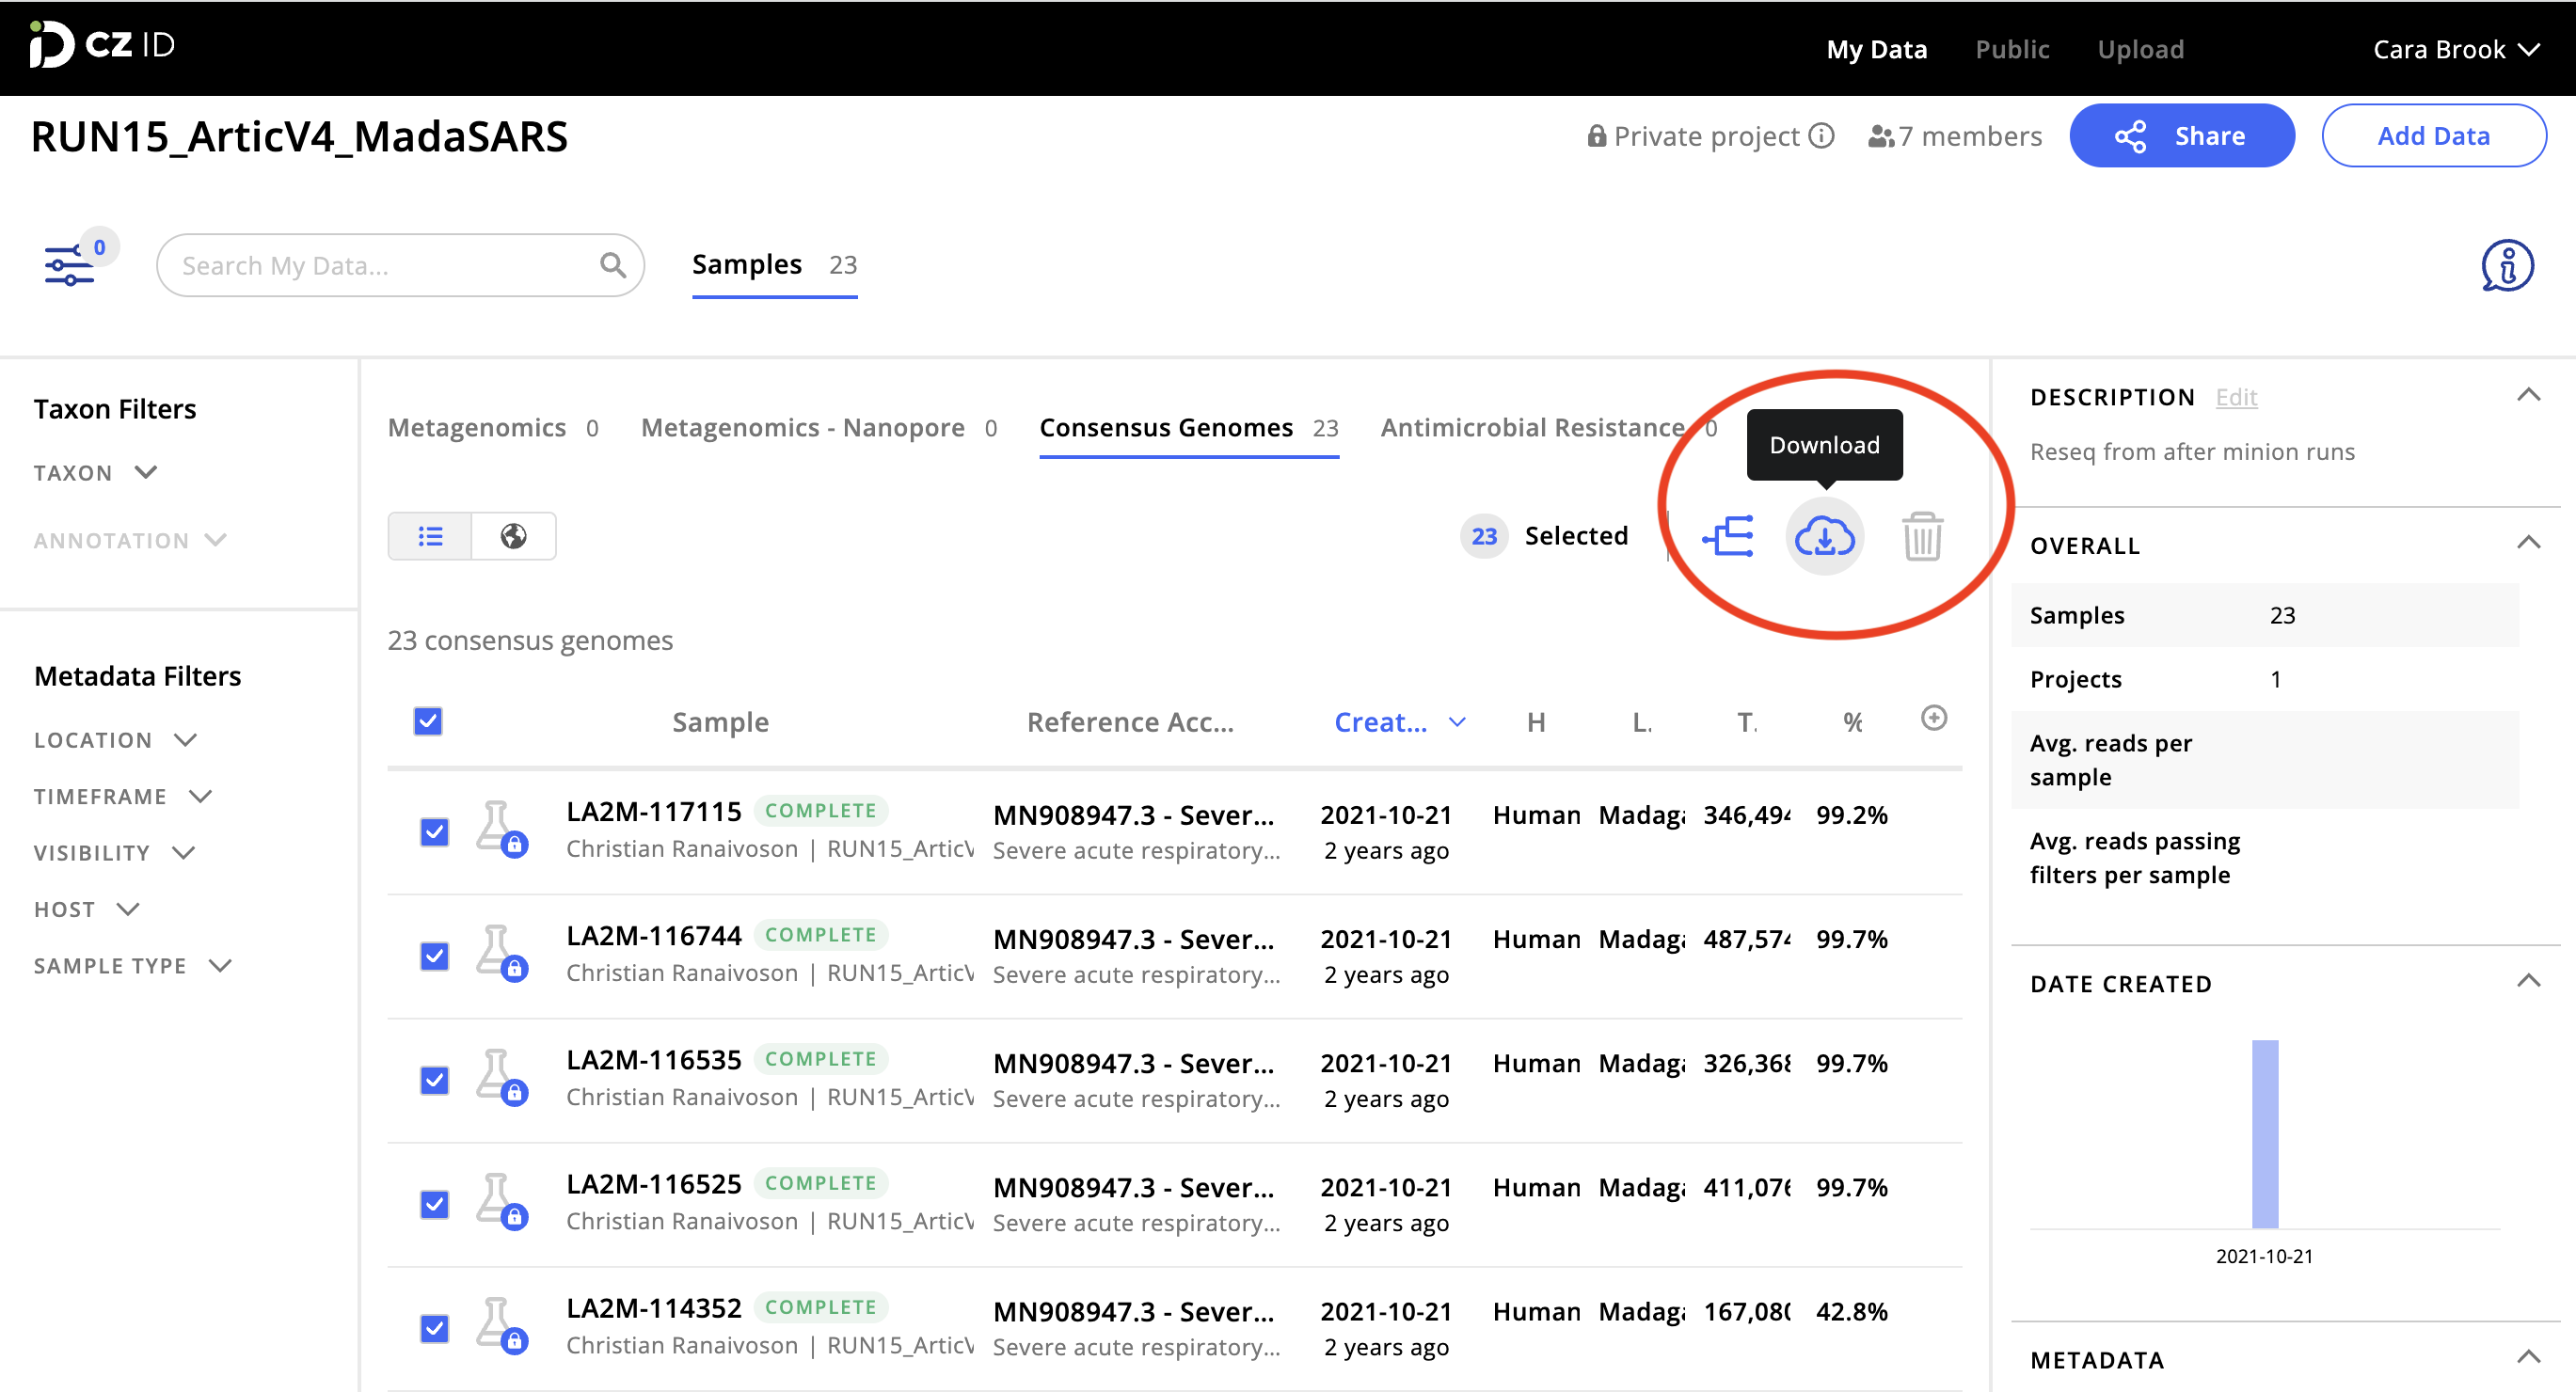 CZ ID
My Data Public Upload Cara Brook
RUN15_ArticV4_MadaSARS
Private project 7 members Share Add Data
0
Search My Data...
Samples 23
Taxon Filters
TAXON
ANNOTATION
Metadata Filters
LOCATION
TIMEFRAME
VISIBILITY
HOST
SAMPLE TYPE
Metagenomics 0 Metagenomics - Nanopore 0 Consensus Genomes 23 Antimicrobial Resistance 0
Download
23 Selected
23 consensus genomes
Sample Reference Acc... Creat... H L. T. %
LA2M-117115 COMPLETE MN908947.3 - Sever... 2021-10-21 Human Madaga 346,494 99.2%
Christian Ranaivoson | RUN15_ArticV Severe acute respiratory... 2 years ago
LA2M-116744 COMPLETE MN908947.3 - Sever... 2021-10-21 Human Madaga 487,574 99.7%
Christian Ranaivoson | RUN15_ArticV Severe acute respiratory... 2 years ago
LA2M-116535 COMPLETE MN908947.3 - Sever... 2021-10-21 Human Madaga 326,368 99.7%
Christian Ranaivoson | RUN15_ArticV Severe acute respiratory... 2 years ago
LA2M-116525 COMPLETE MN908947.3 - Sever... 2021-10-21 Human Madaga 411,076 99.7%
Christian Ranaivoson | RUN15_ArticV Severe acute respiratory... 2 years ago
LA2M-114352 COMPLETE MN908947.3 - Sever... 2021-10-21 Human Madaga 167,080 42.8%
Christian Ranaivoson | RUN15_ArticV Severe acute respiratory... 2 years ago
DESCRIPTION Edit
Reseq from after minion runs
OVERALL
Samples 23
Projects 1
Avg. reads per
sample
Avg. reads passing
filters per sample
DATE CREATED
2021-10-21
METADATA